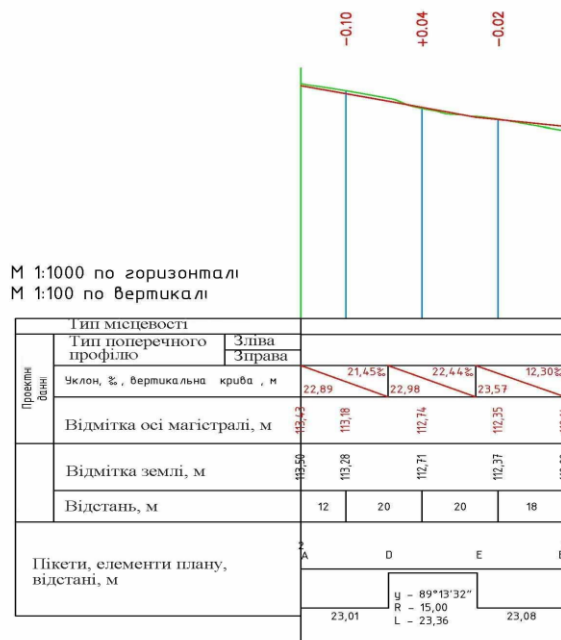 -0.10 +0.04 -0.02
М 1:1000 по горизонталі
М 1:100 по вертикалі
Тип місцевості
Проектні данні
Тип поперечного профілю
Зліва
Зправа
Уклон, ‰, вертикальна крива , м
21,45‰ 22,44‰ 12,30‰
22,89 22,98 23,57
Відмітка осі магістралі, м
113,43 113,18 112,74 112,35
Відмітка землі, м
113,50 113,28 112,71 112,37
Відстань, м
12 20 20 18
Пікети, елементи плану,
відстані, м
A D E
y - 89°13'32"
R - 15,00
L - 23,36
23,01 23,08